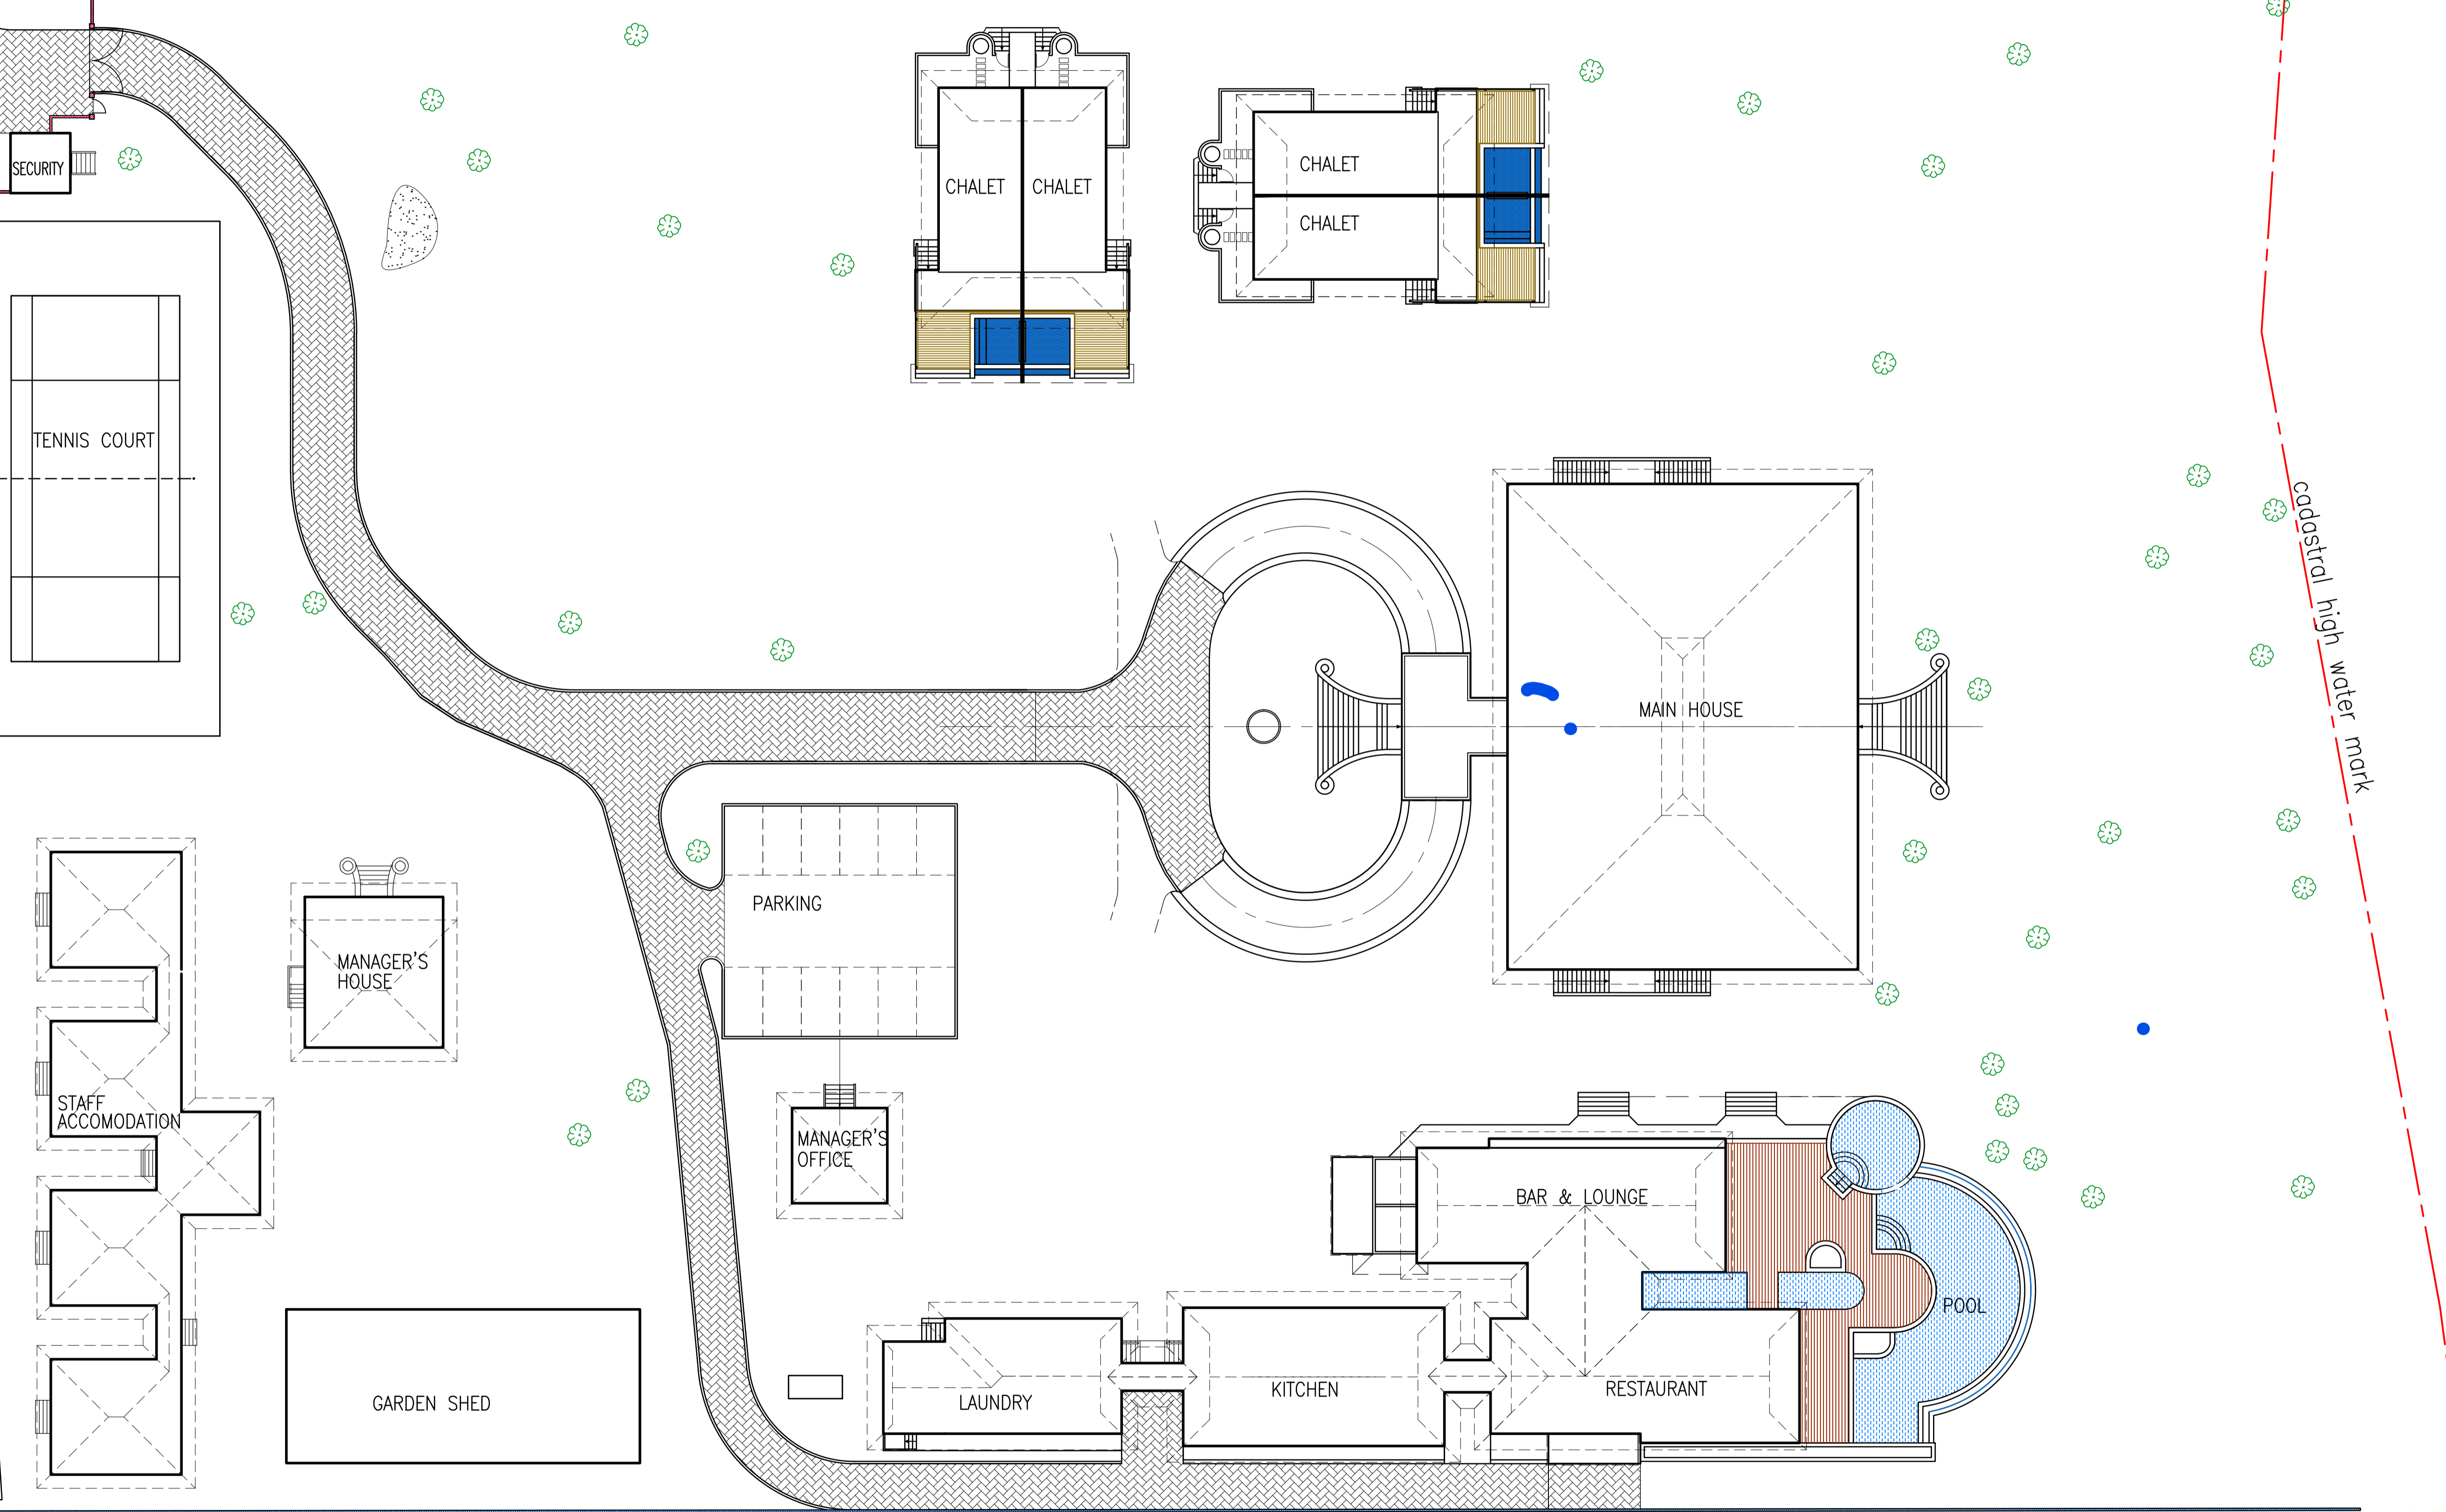 SECURITY
CHALET
CHALET
CHALET
CHALET
TENNIS COURT
cadastral high water mark
MAIN HOUSE
PARKING
MANAGER'S
HOUSE
STAFF
ACCOMODATION
MANAGER'S
OFFICE
BAR & LOUNGE
POOL
GARDEN SHED
LAUNDRY
KITCHEN
RESTAURANT